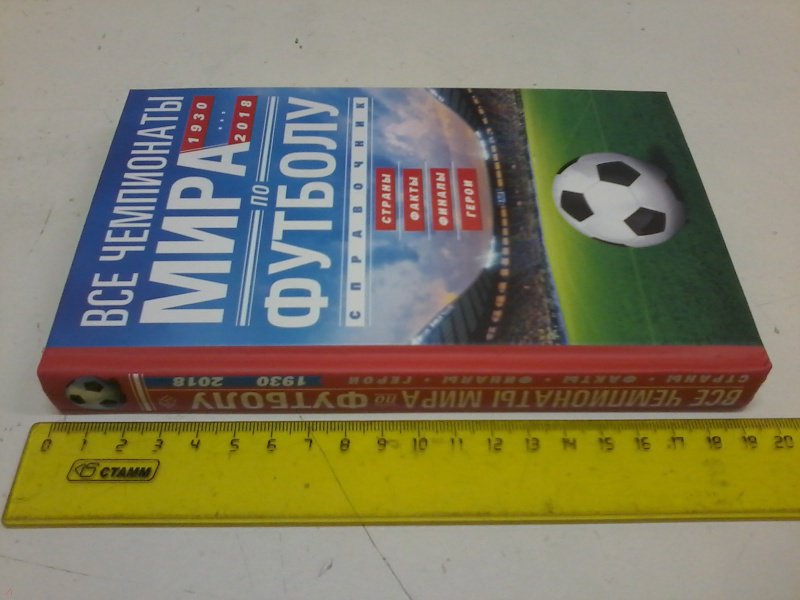 ВСЕ ЧЕМПИОНАТЫ
МИРА
1930
...
2018
ПО
ФУТБОЛУ
СПРАВОЧНИК
СТРАНЫ
ФАКТЫ
ФИНАЛЫ
ГЕРОИ
ВСЕ ЧЕМПИОНАТЫ МИРА ПО ФУТБОЛУ
СТРАНЫ • ФАКТЫ • ФИНАЛЫ • ГЕРОИ
1930 2018
0 1 2 3 4 5 6 7 8 9 10 11 12 13 14 15 16 17 18 19 20
СТАММ